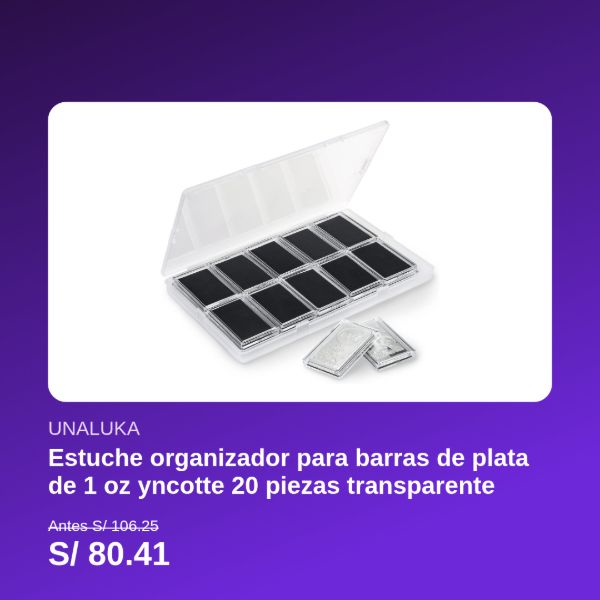 UNALUKA
Estuche organizador para barras de plata
de 1 oz yncotte 20 piezas transparente
Antes S/ 106.25
S/ 80.41